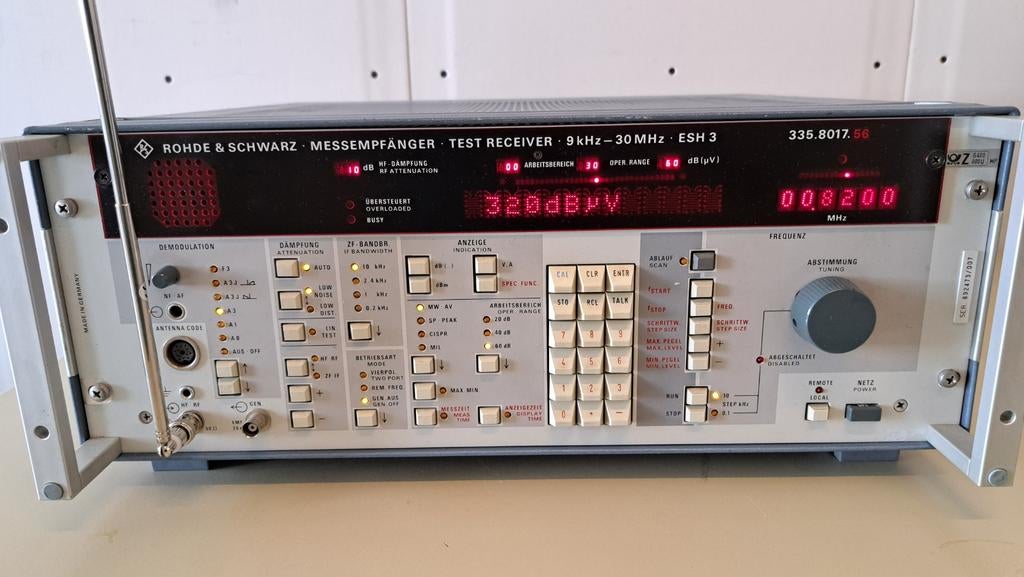 ROHDE & SCHWARZ · MESSEMPFÄNGER · TEST RECEIVER · 9 kHz – 30 MHz · ESH 3
335.8017.56
10 dB HF-DÄMPFUNG
RF ATTENUATION
00 ARBEITSBEREICH 30 OPER. RANGE 60 dB (µV)
ÜBERSTEUERT
OVERLOADED
BUSY
MHz
MADE IN GERMANY
DEMODULATION
F3
A3J
A3J
A3
A1
A0
AUS·OFF
NF AF
ANTENNA CODE
HF RF
GEN.
DÄMPFUNG
ATTENUATION
AUTO
LOW
NOISE
LOW
DIST.
LIN
TEST
HF RF
ZF IF
+
−
ZF-BANDBR.
IF BANDWIDTH
10 kHz
2.4 kHz
1 kHz
0.2 kHz
↓
BETRIEBSART
MODE
VIERPOL
TWO PORT
REM. FREQ.
GEN. AUS
GEN OFF
↓
ANZEIGE
INDICATION
dB (..)
V/A
dBm
SPEC FUNC.
MW AV
SP PEAK
CISPR
MIL
↓
ARBEITSBEREICH
OPER. RANGE
20 dB
40 dB
60 dB
↓
MAX MIN.
MESSZEIT
MEAS.
TIME
ANZEIGEZEIT
DISPLAY
TIME
CAL CLR ENTR
STO RCL TALK
7 8 9
4 5 6
1 2 3
0 • −
FREQUENZ
ABLAUF
SCAN
fSTART
fSTOP
FREQ.
SCHRITTW.
STEP SIZE
SCHRITTW.
STEP SIZE
MAX. PEGEL
MAX. LEVEL
+
MIN. PEGEL
MIN. LEVEL
−
RUN
STOP
10
STEP kHz
0.1
ABSTIMMUNG
TUNING
ABGESCHALTET
DISABLED
REMOTE
LOCAL
NETZ
POWER
SER. 892473/007